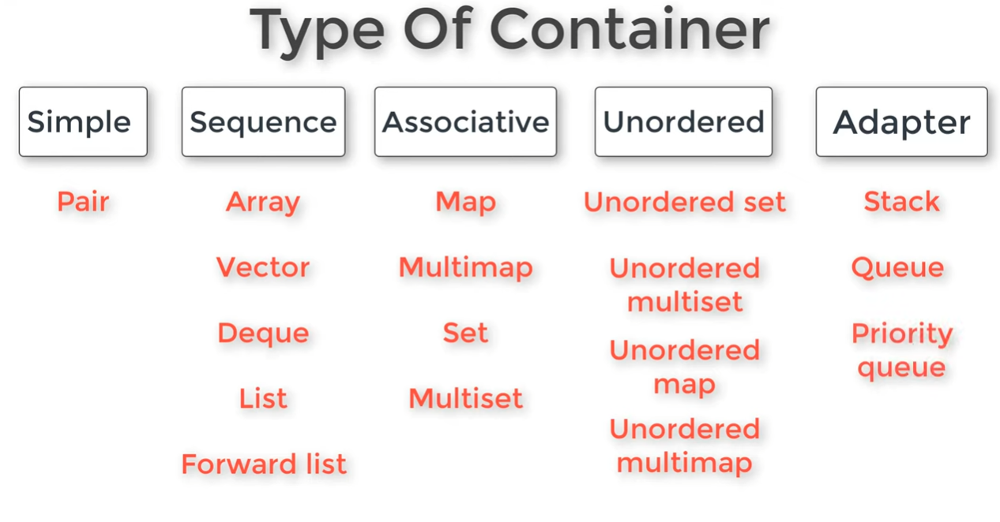 Type Of Container
Simple
Pair
Sequence
Array
Vector
Deque
List
Forward list
Associative
Map
Multimap
Set
Multiset
Unordered
Unordered set
Unordered
multiset
Unordered
map
Unordered
multimap
Adapter
Stack
Queue
Priority
queue